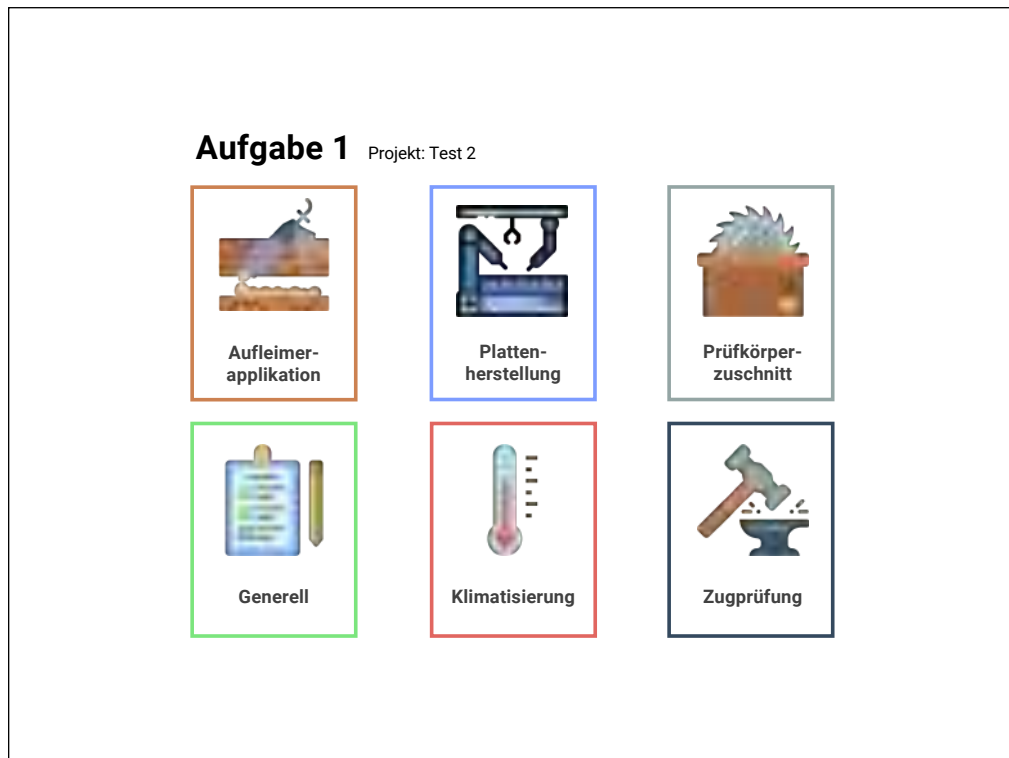 Aufgabe 1 Projekt: Test 2
Aufleimer-
applikation
Platten-
herstellung
Prüfkörper-
zuschnitt
Generell
Klimatisierung
Zugprüfung